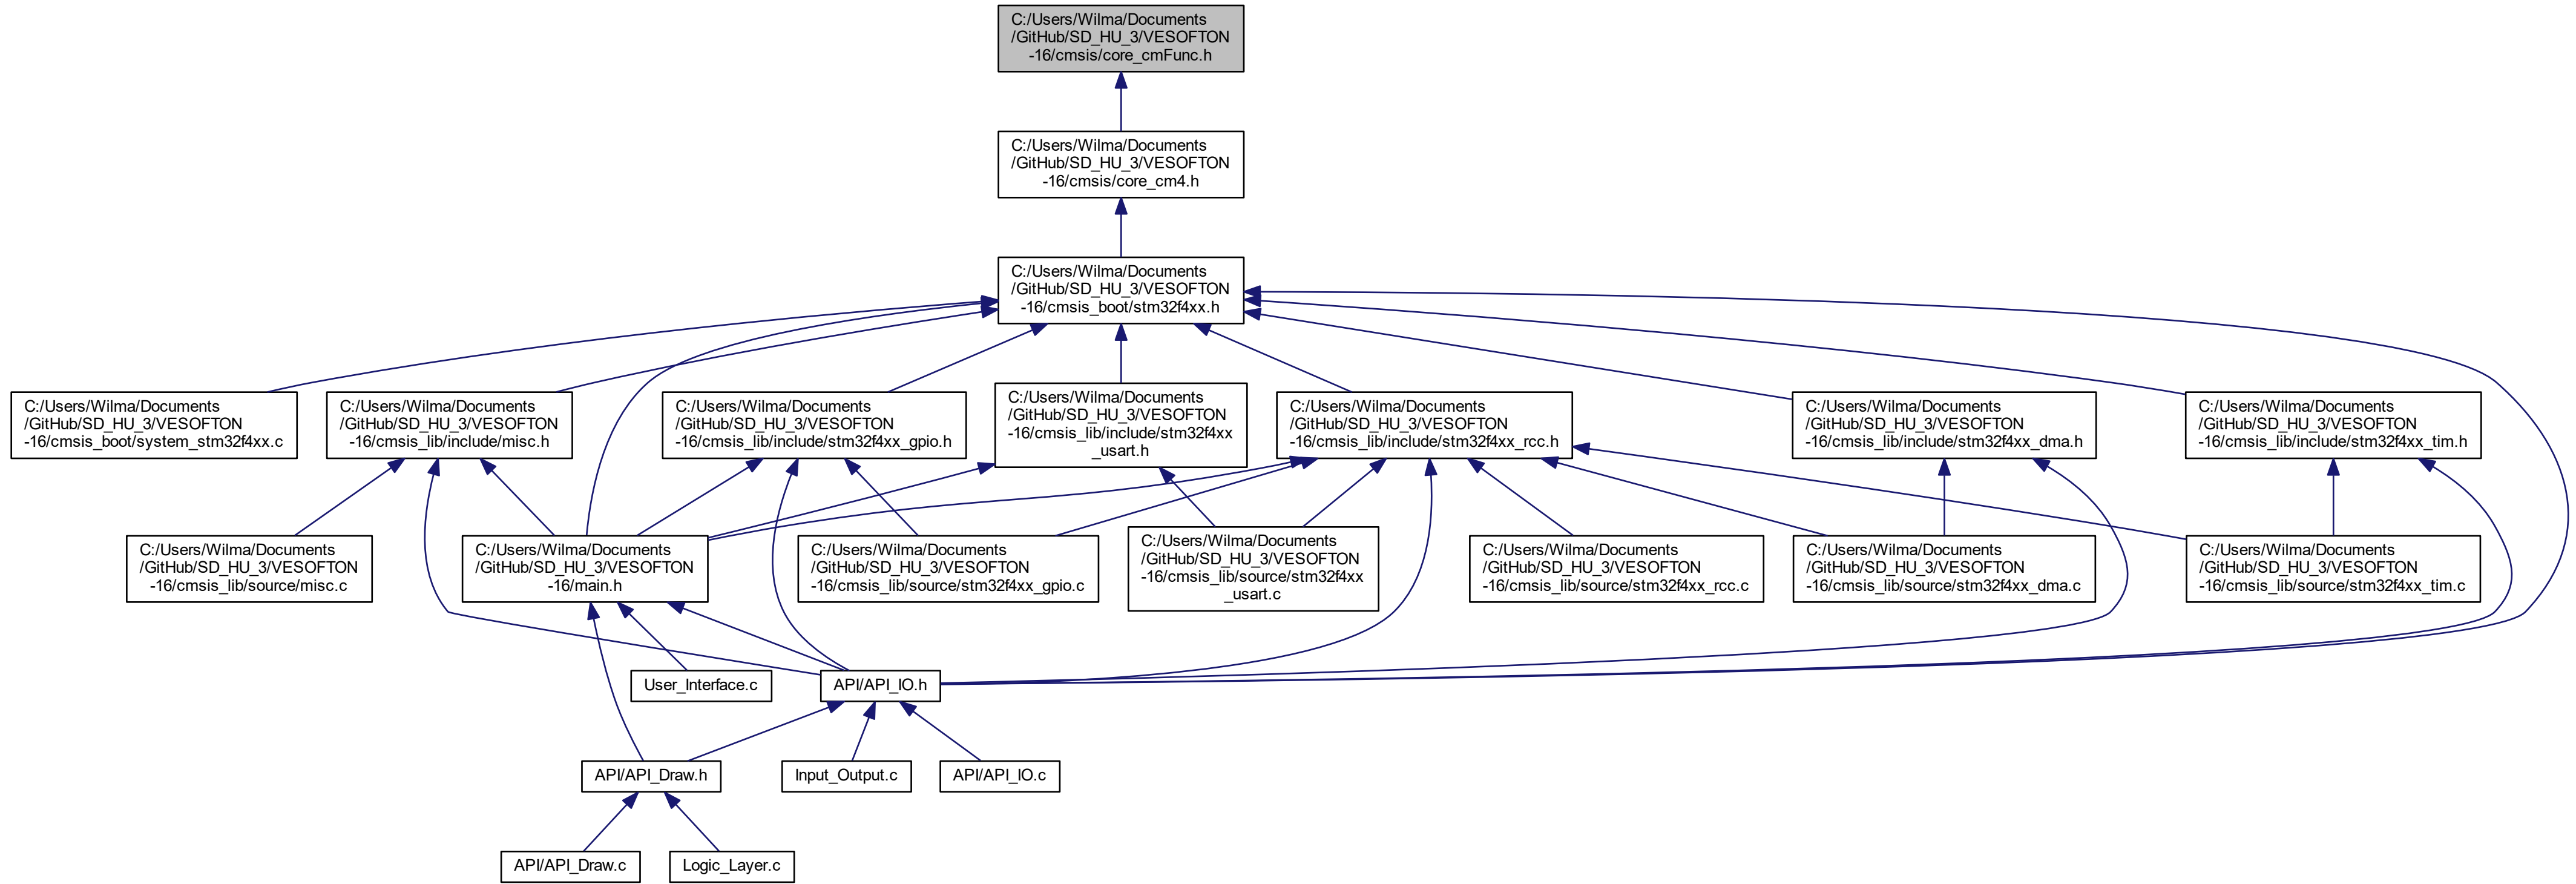 C:/Users/Wilma/Documents
/GitHub/SD_HU_3/VESOFTON
-16/cmsis/core_cmFunc.h
C:/Users/Wilma/Documents
/GitHub/SD_HU_3/VESOFTON
-16/cmsis/core_cm4.h
C:/Users/Wilma/Documents
/GitHub/SD_HU_3/VESOFTON
-16/cmsis_boot/stm32f4xx.h
C:/Users/Wilma/Documents
/GitHub/SD_HU_3/VESOFTON
-16/cmsis_boot/system_stm32f4xx.c
C:/Users/Wilma/Documents
/GitHub/SD_HU_3/VESOFTON
-16/cmsis_lib/include/misc.h
C:/Users/Wilma/Documents
/GitHub/SD_HU_3/VESOFTON
-16/cmsis_lib/include/stm32f4xx_gpio.h
C:/Users/Wilma/Documents
/GitHub/SD_HU_3/VESOFTON
-16/cmsis_lib/include/stm32f4xx
_usart.h
C:/Users/Wilma/Documents
/GitHub/SD_HU_3/VESOFTON
-16/cmsis_lib/include/stm32f4xx_rcc.h
C:/Users/Wilma/Documents
/GitHub/SD_HU_3/VESOFTON
-16/cmsis_lib/include/stm32f4xx_dma.h
C:/Users/Wilma/Documents
/GitHub/SD_HU_3/VESOFTON
-16/cmsis_lib/include/stm32f4xx_tim.h
C:/Users/Wilma/Documents
/GitHub/SD_HU_3/VESOFTON
-16/cmsis_lib/source/misc.c
C:/Users/Wilma/Documents
/GitHub/SD_HU_3/VESOFTON
-16/main.h
C:/Users/Wilma/Documents
/GitHub/SD_HU_3/VESOFTON
-16/cmsis_lib/source/stm32f4xx_gpio.c
C:/Users/Wilma/Documents
/GitHub/SD_HU_3/VESOFTON
-16/cmsis_lib/source/stm32f4xx
_usart.c
C:/Users/Wilma/Documents
/GitHub/SD_HU_3/VESOFTON
-16/cmsis_lib/source/stm32f4xx_rcc.c
C:/Users/Wilma/Documents
/GitHub/SD_HU_3/VESOFTON
-16/cmsis_lib/source/stm32f4xx_dma.c
C:/Users/Wilma/Documents
/GitHub/SD_HU_3/VESOFTON
-16/cmsis_lib/source/stm32f4xx_tim.c
User_Interface.c
API/API_IO.h
API/API_Draw.h
Input_Output.c
API/API_IO.c
API/API_Draw.c
Logic_Layer.c